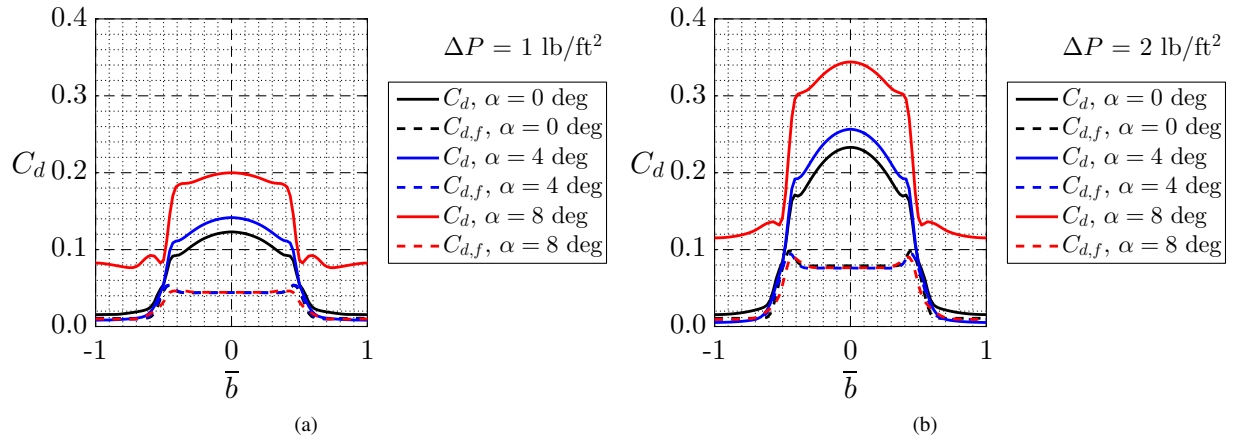 0.4
0.3
0.2
0.1
0.0
C_d
-1
0
1
b̅
ΔP = 1 lb/ft²
C_d, α = 0 deg
C_{d,f}, α = 0 deg
C_d, α = 4 deg
C_{d,f}, α = 4 deg
C_d, α = 8 deg
C_{d,f}, α = 8 deg
(a)
0.4
0.3
0.2
0.1
0.0
C_d
-1
0
1
b̅
ΔP = 2 lb/ft²
C_d, α = 0 deg
C_{d,f}, α = 0 deg
C_d, α = 4 deg
C_{d,f}, α = 4 deg
C_d, α = 8 deg
C_{d,f}, α = 8 deg
(b)